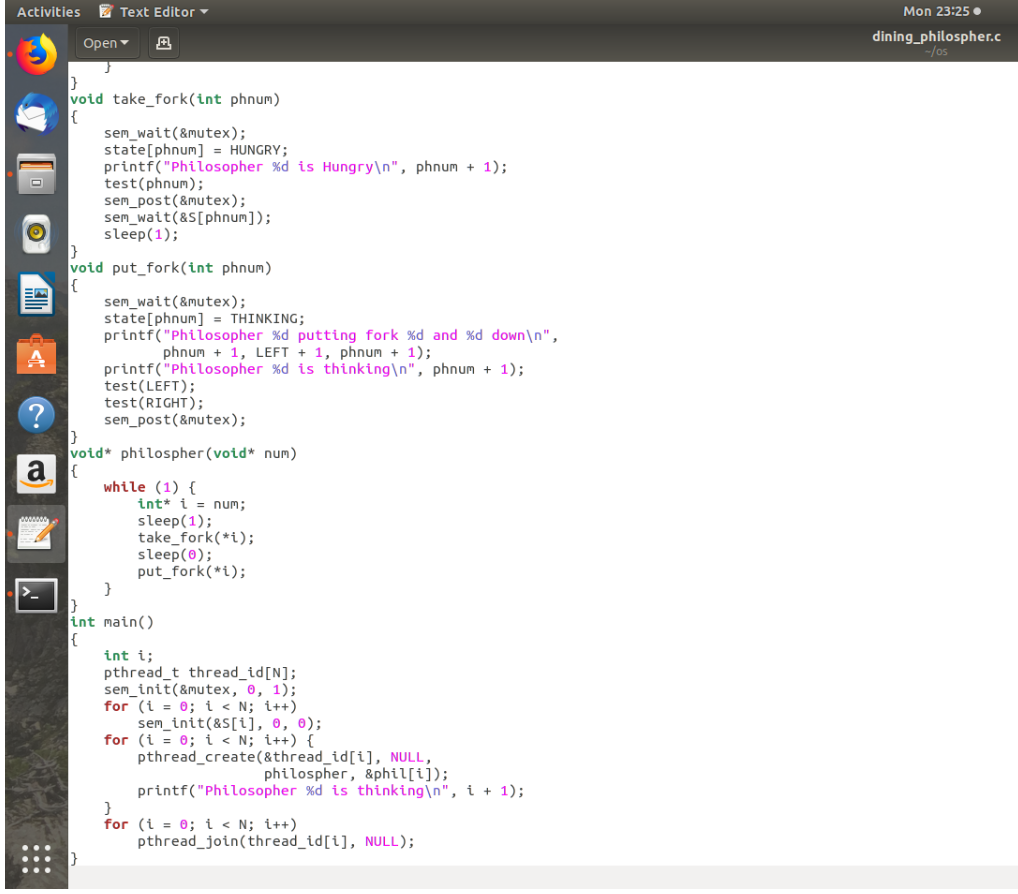 Activities Text Editor Mon 23:25
Open dining_philospher.c
~/os
    }
}
void take_fork(int phnum)
{
    sem_wait(&mutex);
    state[phnum] = HUNGRY;
    printf("Philosopher %d is Hungry\n", phnum + 1);
    test(phnum);
    sem_post(&mutex);
    sem_wait(&S[phnum]);
    sleep(1);
}
void put_fork(int phnum)
{
    sem_wait(&mutex);
    state[phnum] = THINKING;
    printf("Philosopher %d putting fork %d and %d down\n",
           phnum + 1, LEFT + 1, phnum + 1);
    printf("Philosopher %d is thinking\n", phnum + 1);
    test(LEFT);
    test(RIGHT);
    sem_post(&mutex);
}
void* philospher(void* num)
{
    while (1) {
        int* i = num;
        sleep(1);
        take_fork(*i);
        sleep(0);
        put_fork(*i);
    }
}
int main()
{
    int i;
    pthread_t thread_id[N];
    sem_init(&mutex, 0, 1);
    for (i = 0; i < N; i++)
        sem_init(&S[i], 0, 0);
    for (i = 0; i < N; i++) {
        pthread_create(&thread_id[i], NULL,
                       philospher, &phil[i]);
        printf("Philosopher %d is thinking\n", i + 1);
    }
    for (i = 0; i < N; i++)
        pthread_join(thread_id[i], NULL);
}